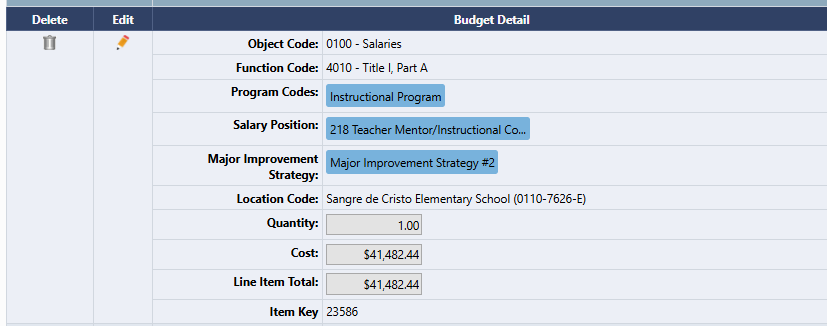 Delete Edit Budget Detail
Object Code: 0100 - Salaries
Function Code: 4010 - Title I, Part A
Program Codes: Instructional Program
Salary Position: 218 Teacher Mentor/Instructional Co...
Major Improvement Strategy: Major Improvement Strategy #2
Location Code: Sangre de Cristo Elementary School (0110-7626-E)
Quantity: 1.00
Cost: $41,482.44
Line Item Total: $41,482.44
Item Key 23586